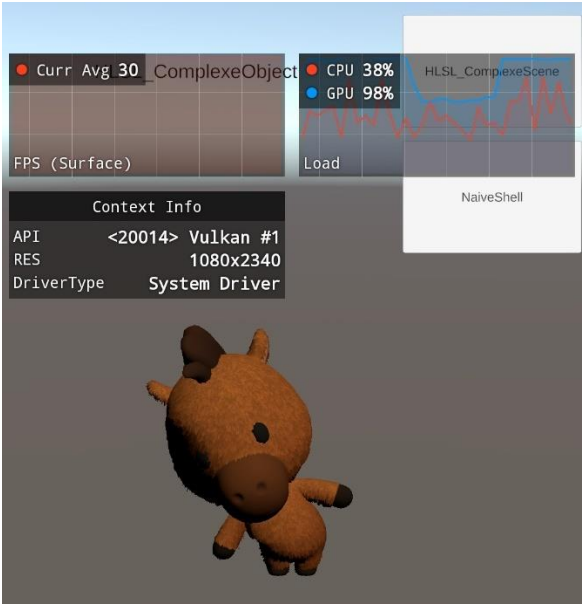 Curr Avg 30
_ComplexeObject
CPU 38%
GPU 98%
HLSL_ComplexeScene
FPS (Surface)
Load
NaiveShell
Context Info
API <20014> Vulkan #1
RES 1080x2340
DriverType System Driver